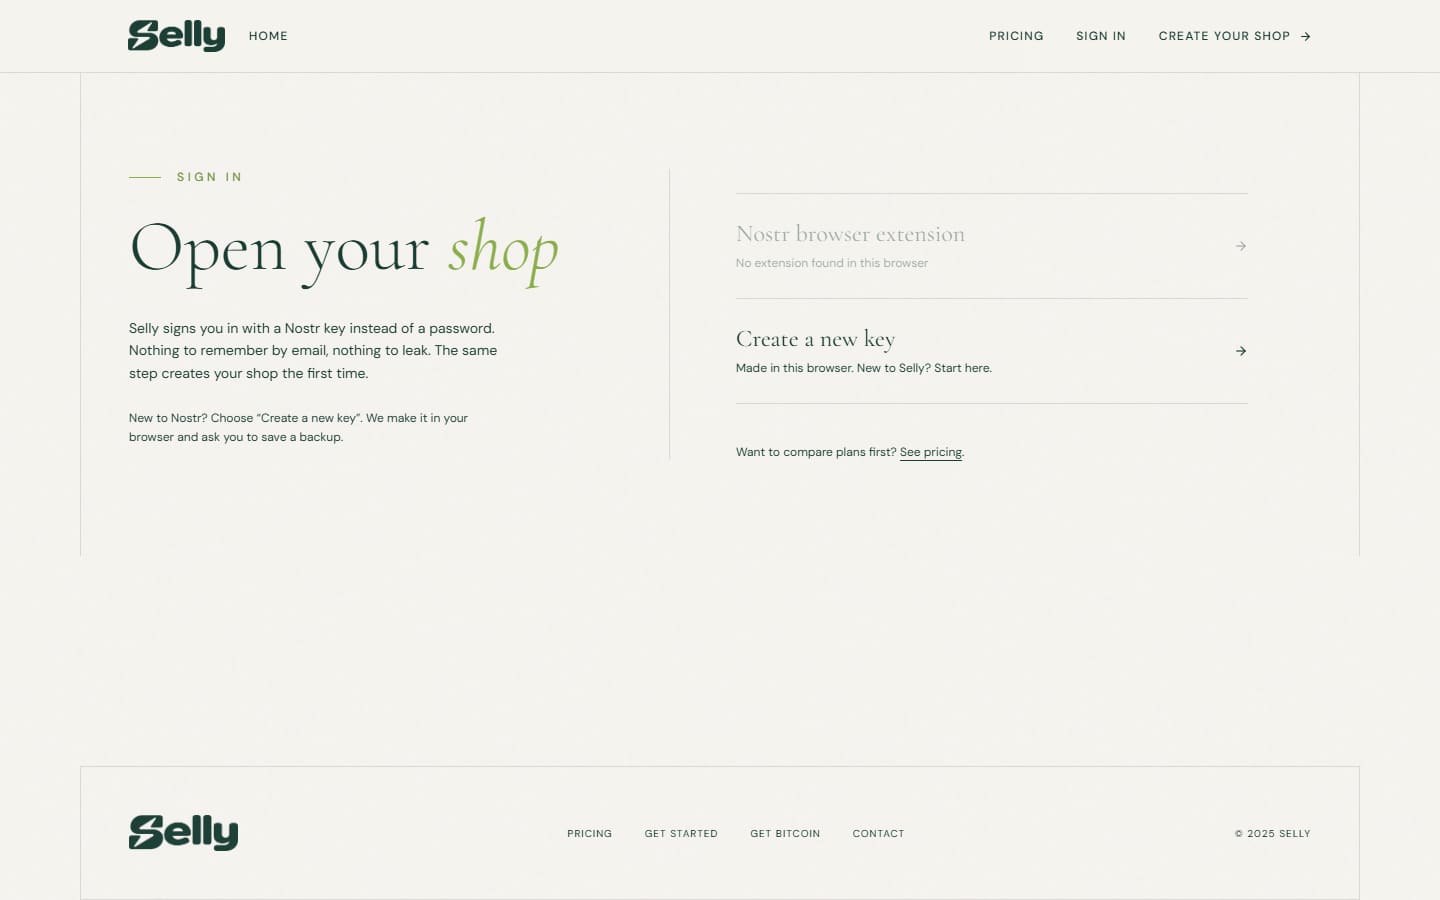 Selly
HOME
PRICING
SIGN IN
CREATE YOUR SHOP →
SIGN IN
Open your shop
Selly signs you in with a Nostr key instead of a password.
Nothing to remember by email, nothing to leak. The same
step creates your shop the first time.
New to Nostr? Choose “Create a new key”. We make it in your
browser and ask you to save a backup.
Nostr browser extension
No extension found in this browser
→
Create a new key
Made in this browser. New to Selly? Start here.
→
Want to compare plans first? See pricing.
Selly
PRICING
GET STARTED
GET BITCOIN
CONTACT
© 2025 SELLY